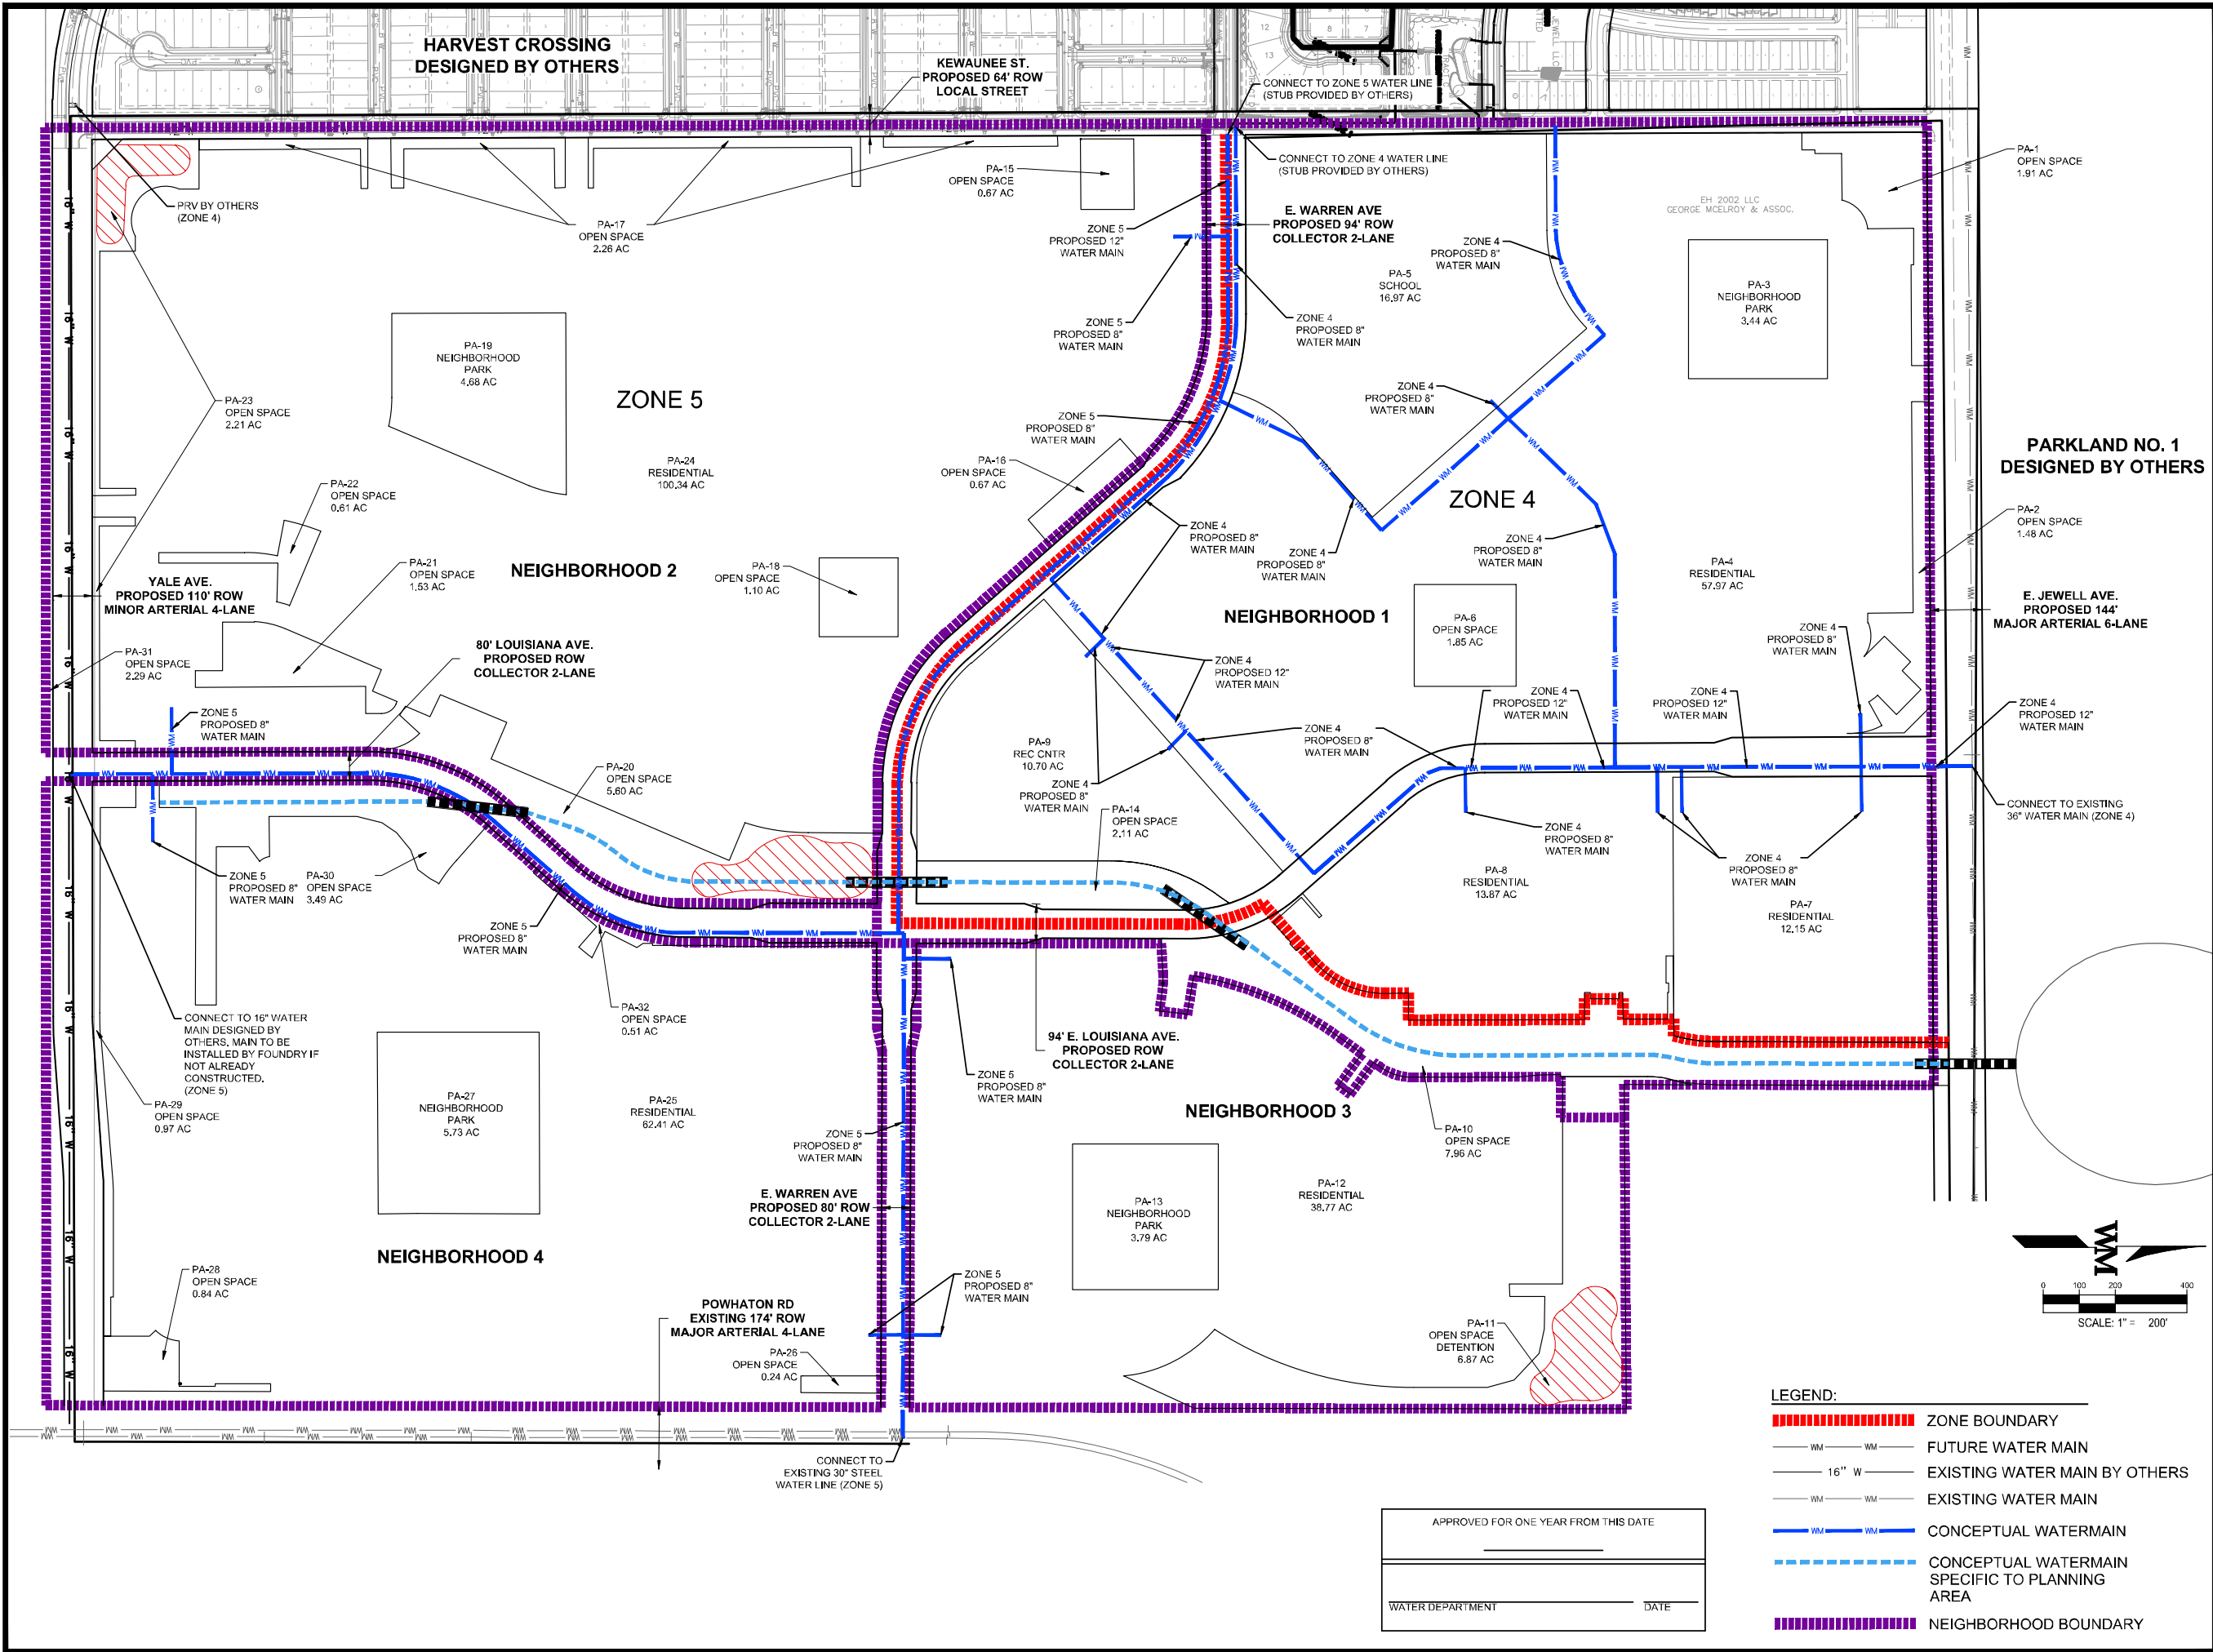 HARVEST CROSSING
DESIGNED BY OTHERS
KEWAUNEE ST.
PROPOSED 64' ROW
LOCAL STREET
CONNECT TO ZONE 5 WATER LINE
(STUB PROVIDED BY OTHERS)
CONNECT TO ZONE 4 WATER LINE
(STUB PROVIDED BY OTHERS)
PA-1
OPEN SPACE
1.91 AC
PRV BY OTHERS
(ZONE 4)
PA-17
OPEN SPACE
2.26 AC
PA-15
OPEN SPACE
0.67 AC
ZONE 5
PROPOSED 12"
WATER MAIN
E. WARREN AVE
PROPOSED 94' ROW
COLLECTOR 2-LANE
EH 2002 LLC
GEORGE MCELROY & ASSOC.
ZONE 4
PROPOSED 8"
WATER MAIN
PA-5
SCHOOL
16.97 AC
PA-3
NEIGHBORHOOD
PARK
3.44 AC
ZONE 5
PROPOSED 8"
WATER MAIN
ZONE 4
PROPOSED 8"
WATER MAIN
PA-19
NEIGHBORHOOD
PARK
4.68 AC
ZONE 5
PA-23
OPEN SPACE
2.21 AC
ZONE 5
PROPOSED 8"
WATER MAIN
ZONE 4
PROPOSED 8"
WATER MAIN
PARKLAND NO. 1
DESIGNED BY OTHERS
PA-24
RESIDENTIAL
100.34 AC
PA-16
OPEN SPACE
0.67 AC
ZONE 4
PA-22
OPEN SPACE
0.61 AC
PA-2
OPEN SPACE
1.48 AC
ZONE 4
PROPOSED 8"
WATER MAIN
ZONE 4
PROPOSED 8"
WATER MAIN
ZONE 4
PROPOSED 8"
WATER MAIN
PA-21
OPEN SPACE
1.53 AC
NEIGHBORHOOD 2
PA-18
OPEN SPACE
1.10 AC
PA-4
RESIDENTIAL
57.97 AC
YALE AVE.
PROPOSED 110' ROW
MINOR ARTERIAL 4-LANE
NEIGHBORHOOD 1
PA-6
OPEN SPACE
1.85 AC
E. JEWELL AVE.
PROPOSED 144'
MAJOR ARTERIAL 6-LANE
80' LOUISIANA AVE.
PROPOSED ROW
COLLECTOR 2-LANE
PA-31
OPEN SPACE
2.29 AC
ZONE 4
PROPOSED 12"
WATER MAIN
ZONE 4
PROPOSED 8"
WATER MAIN
ZONE 5
PROPOSED 8"
WATER MAIN
ZONE 4
PROPOSED 12"
WATER MAIN
ZONE 4
PROPOSED 12"
WATER MAIN
ZONE 4
PROPOSED 12"
WATER MAIN
PA-9
REC CNTR
10.70 AC
ZONE 4
PROPOSED 8"
WATER MAIN
PA-20
OPEN SPACE
5.60 AC
ZONE 4
PROPOSED 8"
WATER MAIN
PA-14
OPEN SPACE
2.11 AC
CONNECT TO EXISTING
36" WATER MAIN (ZONE 4)
ZONE 4
PROPOSED 8"
WATER MAIN
ZONE 4
PROPOSED 8"
WATER MAIN
ZONE 5
PROPOSED 8"
WATER MAIN
PA-30
OPEN SPACE
3.49 AC
PA-8
RESIDENTIAL
13.87 AC
PA-7
RESIDENTIAL
12.15 AC
ZONE 5
PROPOSED 8"
WATER MAIN
PA-32
OPEN SPACE
0.51 AC
CONNECT TO 16" WATER
MAIN DESIGNED BY
OTHERS. MAIN TO BE
INSTALLED BY FOUNDRY IF
NOT ALREADY
CONSTRUCTED.
(ZONE 5)
94' E. LOUISIANA AVE.
PROPOSED ROW
COLLECTOR 2-LANE
ZONE 5
PROPOSED 8"
WATER MAIN
PA-29
OPEN SPACE
0.97 AC
PA-27
NEIGHBORHOOD
PARK
5.73 AC
PA-25
RESIDENTIAL
62.41 AC
NEIGHBORHOOD 3
ZONE 5
PROPOSED 8"
WATER MAIN
PA-10
OPEN SPACE
7.96 AC
PA-12
RESIDENTIAL
38.77 AC
E. WARREN AVE
PROPOSED 80' ROW
COLLECTOR 2-LANE
PA-13
NEIGHBORHOOD
PARK
3.79 AC
NEIGHBORHOOD 4
PA-28
OPEN SPACE
0.84 AC
ZONE 5
PROPOSED 8"
WATER MAIN
POWHATON RD
EXISTING 174' ROW
MAJOR ARTERIAL 4-LANE
PA-26
OPEN SPACE
0.24 AC
PA-11
OPEN SPACE
DETENTION
6.87 AC
WM
0 100 200 400
SCALE: 1" = 200'
CONNECT TO
EXISTING 30" STEEL
WATER LINE (ZONE 5)
LEGEND:
ZONE BOUNDARY
WM WM FUTURE WATER MAIN
16" W EXISTING WATER MAIN BY OTHERS
WM WM EXISTING WATER MAIN
WM WM CONCEPTUAL WATERMAIN
CONCEPTUAL WATERMAIN
SPECIFIC TO PLANNING
AREA
NEIGHBORHOOD BOUNDARY
APPROVED FOR ONE YEAR FROM THIS DATE
WATER DEPARTMENT DATE